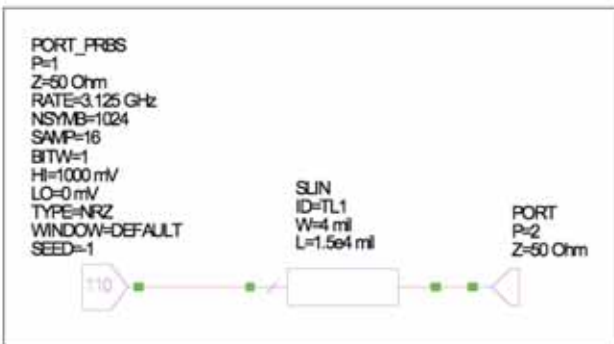 PORT_PRBS
P=1
Z=50 Ohm
RATE=3.125 GHz
NSYMB=1024
SAMP=16
BITW=1
HI=1000 mV
LO=0 mV
TYPE=NRZ
WINDOW=DEFAULT
SEED=-1
110
SLIN
ID=TL1
W=4 mil
L=1.5e4 mil
PORT
P=2
Z=50 Ohm